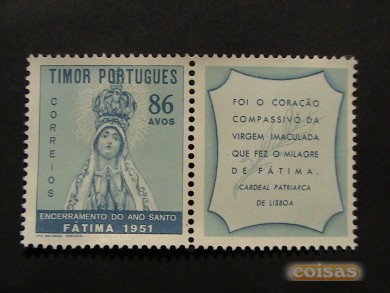 TIMOR PORTUGUES
CORREIOS
86
AVOS
ENCERRAMENTO DO ANO SANTO
FÁTIMA 1951
FOI O CORAÇÃO
COMPASSIVO DA
VIRGEM IMACULADA
QUE FEZ O MILAGRE
DE FÁTIMA.
CARDEAL PATRIARCA
DE LISBOA
coisas